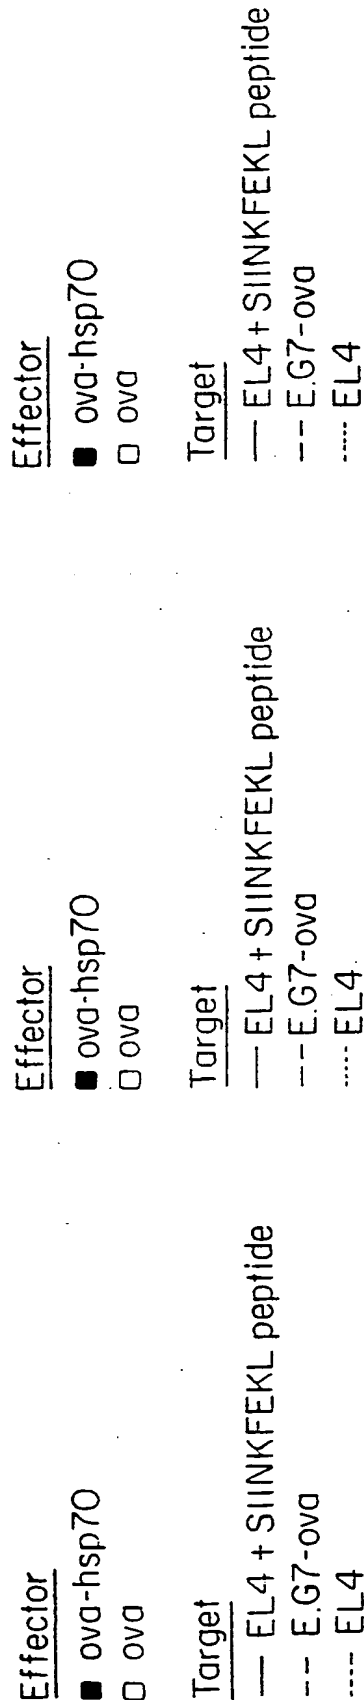 Effector
■ ova-hsp70
□ ova
Target
— EL4 + SIINKFEKL peptide
-- E.G7-ova
---- EL4
Effector
■ ova-hsp70
□ ova
Target
— EL4 + SIINKFEKL peptide
-- E.G7-ova
----- EL4
Effector
■ ova-hsp70
□ ova
Target
— EL4 + SIINKFEKL peptide
-- E.G7-ova
----- EL4